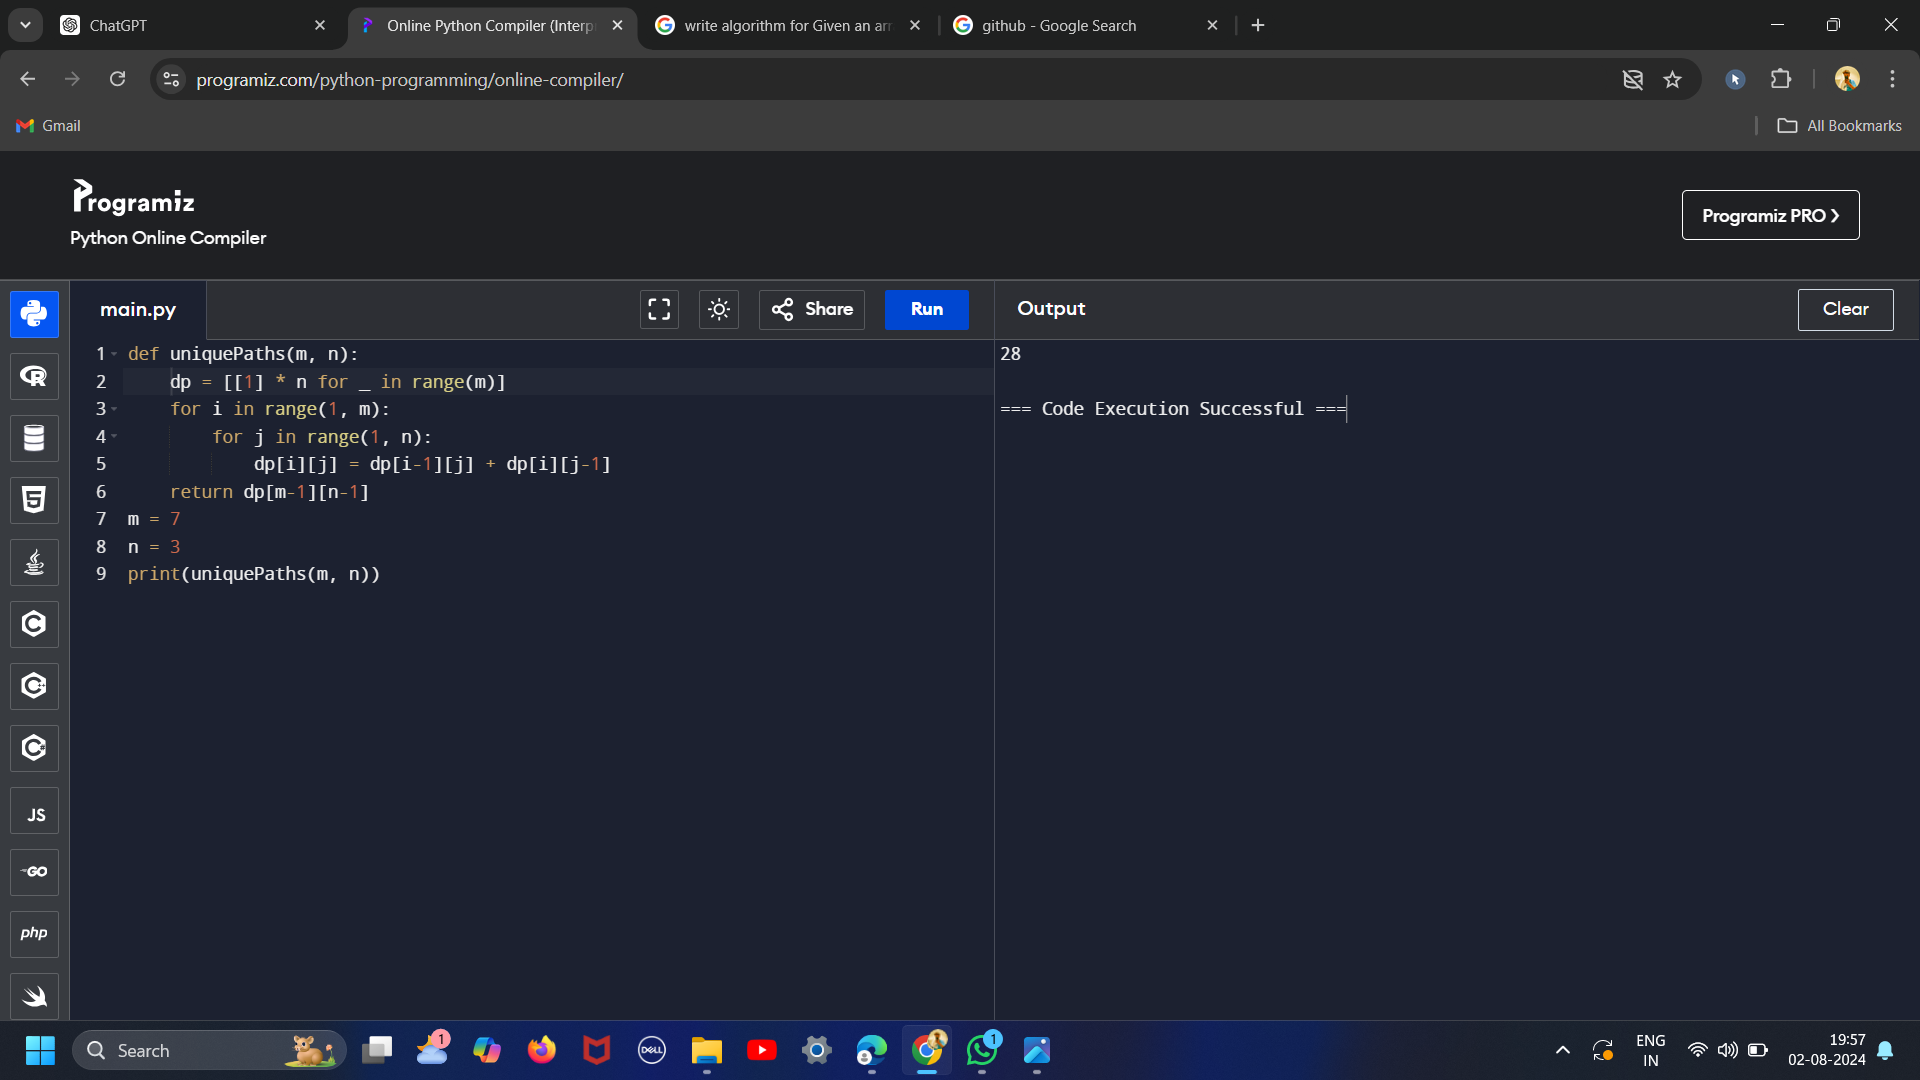 ChatGPT
Online Python Compiler (Interp
write algorithm for Given an arr
github - Google Search
programiz.com/python-programming/online-compiler/
Gmail
All Bookmarks
Programiz
Python Online Compiler
Programiz PRO ❯
main.py
Share
Run
Output
Clear
1 def uniquePaths(m, n):
2     dp = [[1] * n for _ in range(m)]
3     for i in range(1, m):
4         for j in range(1, n):
5             dp[i][j] = dp[i-1][j] + dp[i][j-1]
6     return dp[m-1][n-1]
7 m = 7
8 n = 3
9 print(uniquePaths(m, n))
28
=== Code Execution Successful ===
R
5
C
C++
C#
JS
GO
php
Search
1
DELL
1
ENG
IN
19:57
02-08-2024